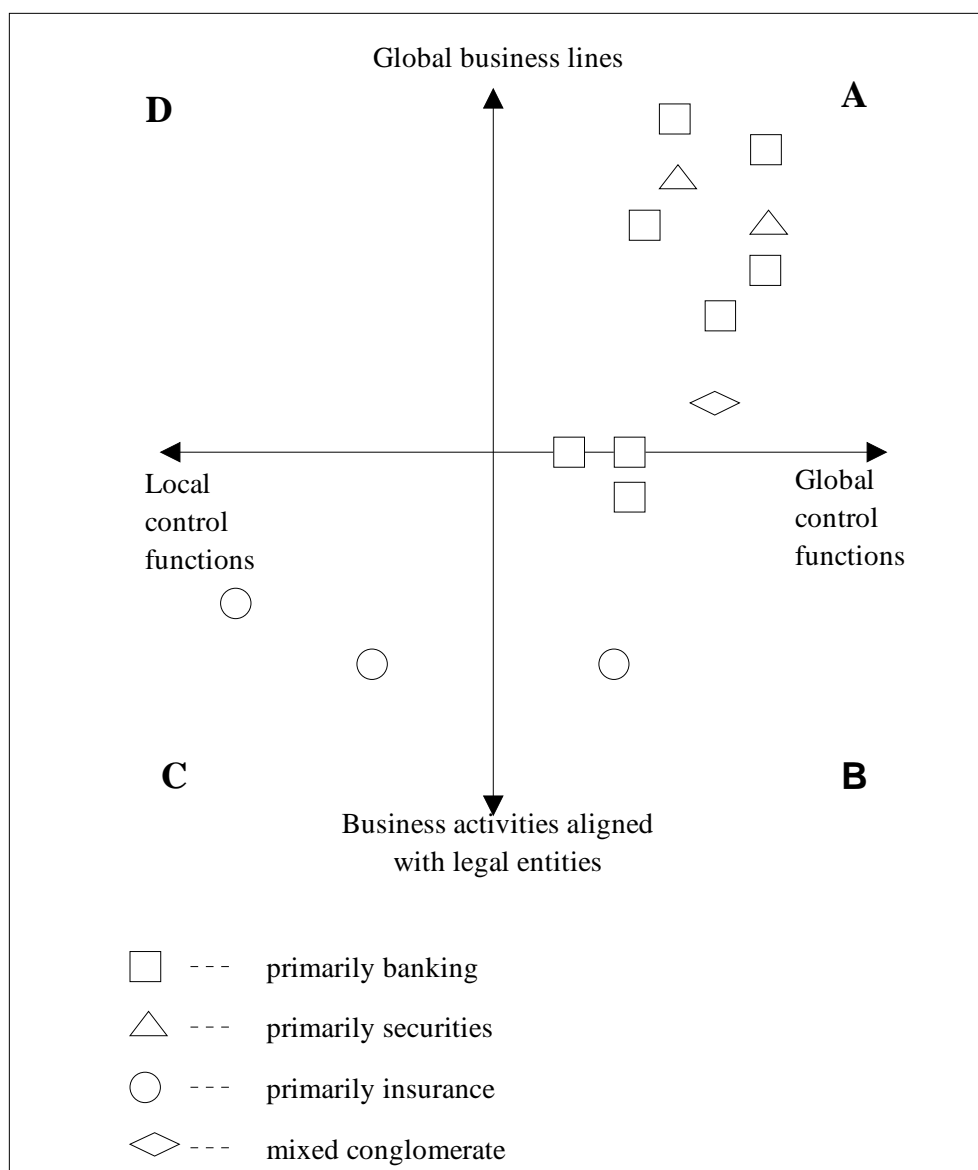 Global business lines
D
A
Local
control
functions
Global
control
functions
C
B
Business activities aligned
with legal entities
--- primarily banking
--- primarily securities
--- primarily insurance
--- mixed conglomerate